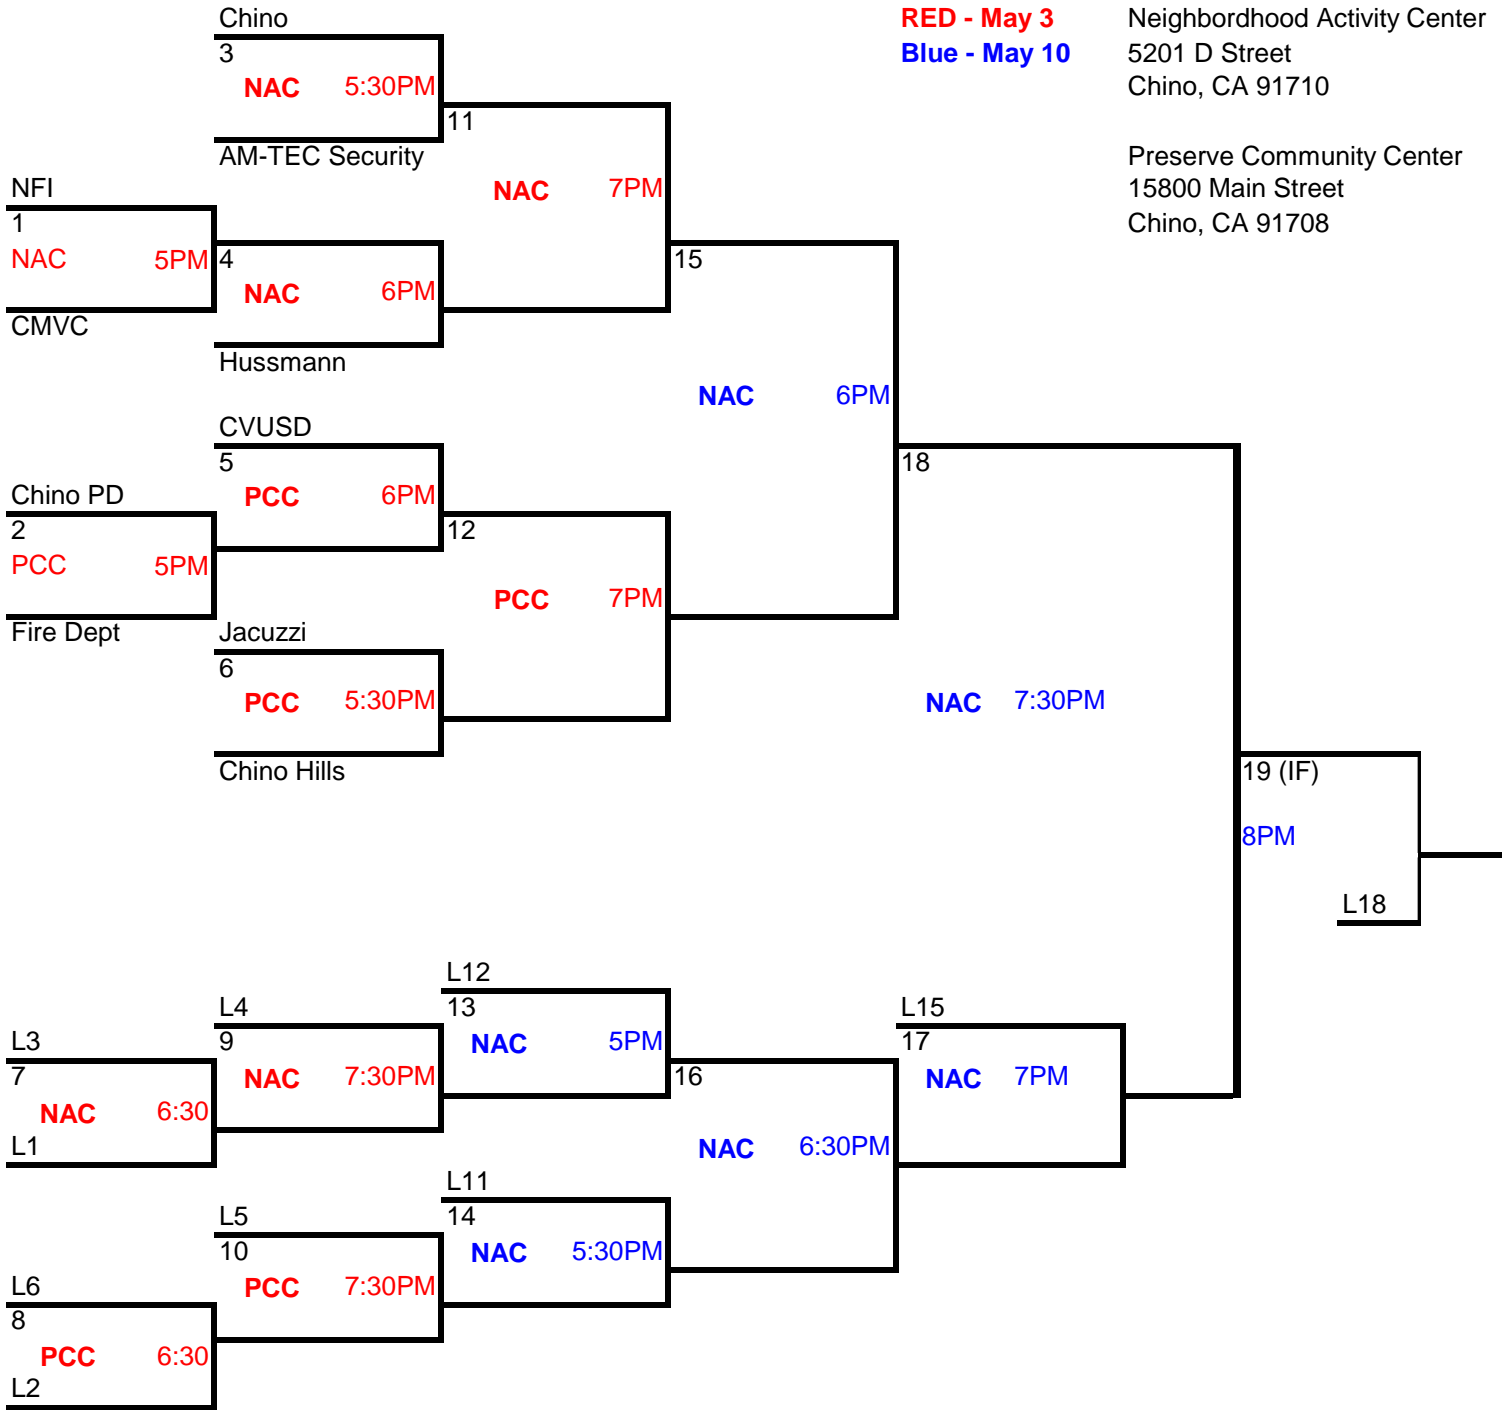 Chino
RED - May 3
Neighbordhood Activity Center
3
Blue - May 10
5201 D Street
NAC 5:30PM
Chino, CA 91710
11
AM-TEC Security
Preserve Community Center
NFI
NAC 7PM
15800 Main Street
1
Chino, CA 91708
NAC 5PM
4
15
NAC 6PM
CMVC
Hussmann
NAC 6PM
CVUSD
5
18
Chino PD
PCC 6PM
2
12
PCC 5PM
PCC 7PM
Fire Dept
Jacuzzi
6
PCC 5:30PM
NAC 7:30PM
Chino Hills
19 (IF)
8PM
L18
L12
L4
13
L15
L3
9
NAC 5PM
17
7
NAC 7:30PM
16
NAC 7PM
NAC 6:30
L1
NAC 6:30PM
L11
L5
14
10
NAC 5:30PM
L6
PCC 7:30PM
8
PCC 6:30
L2